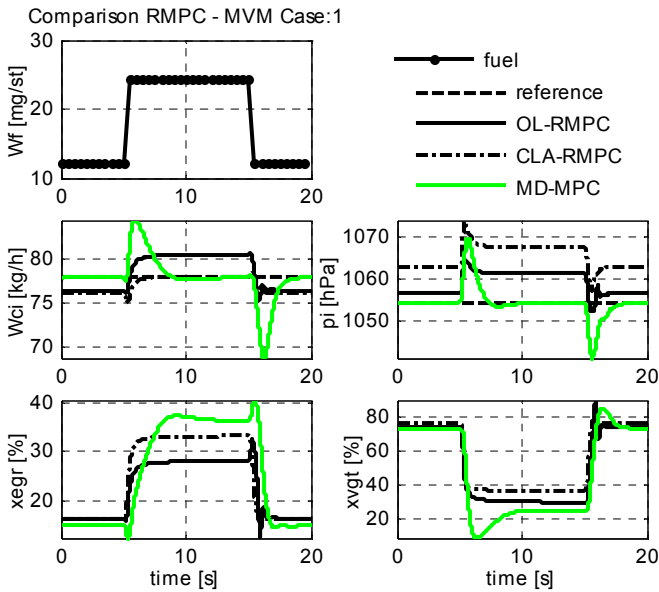 Comparison RMPC - MVM Case:1
30
20
10
Wf [mg/st]
0 10 20
fuel
reference
OL-RMPC
CLA-RMPC
MD-MPC
80
75
70
Wci [kg/h]
0 10 20
1070
1060
1050
pi [hPa]
0 10 20
40
30
20
xegr [%]
0 10 20
time [s]
80
60
40
20
xvgt [%]
0 10 20
time [s]